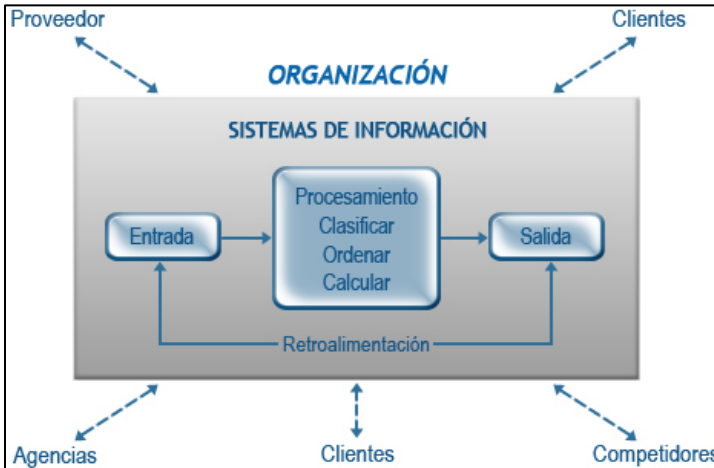 Proveedor
Clientes
ORGANIZACIÓN
SISTEMAS DE INFORMACIÓN
Procesamiento
Clasificar
Ordenar
Calcular
Entrada
Salida
Retroalimentación
Agencias
Clientes
Competidores